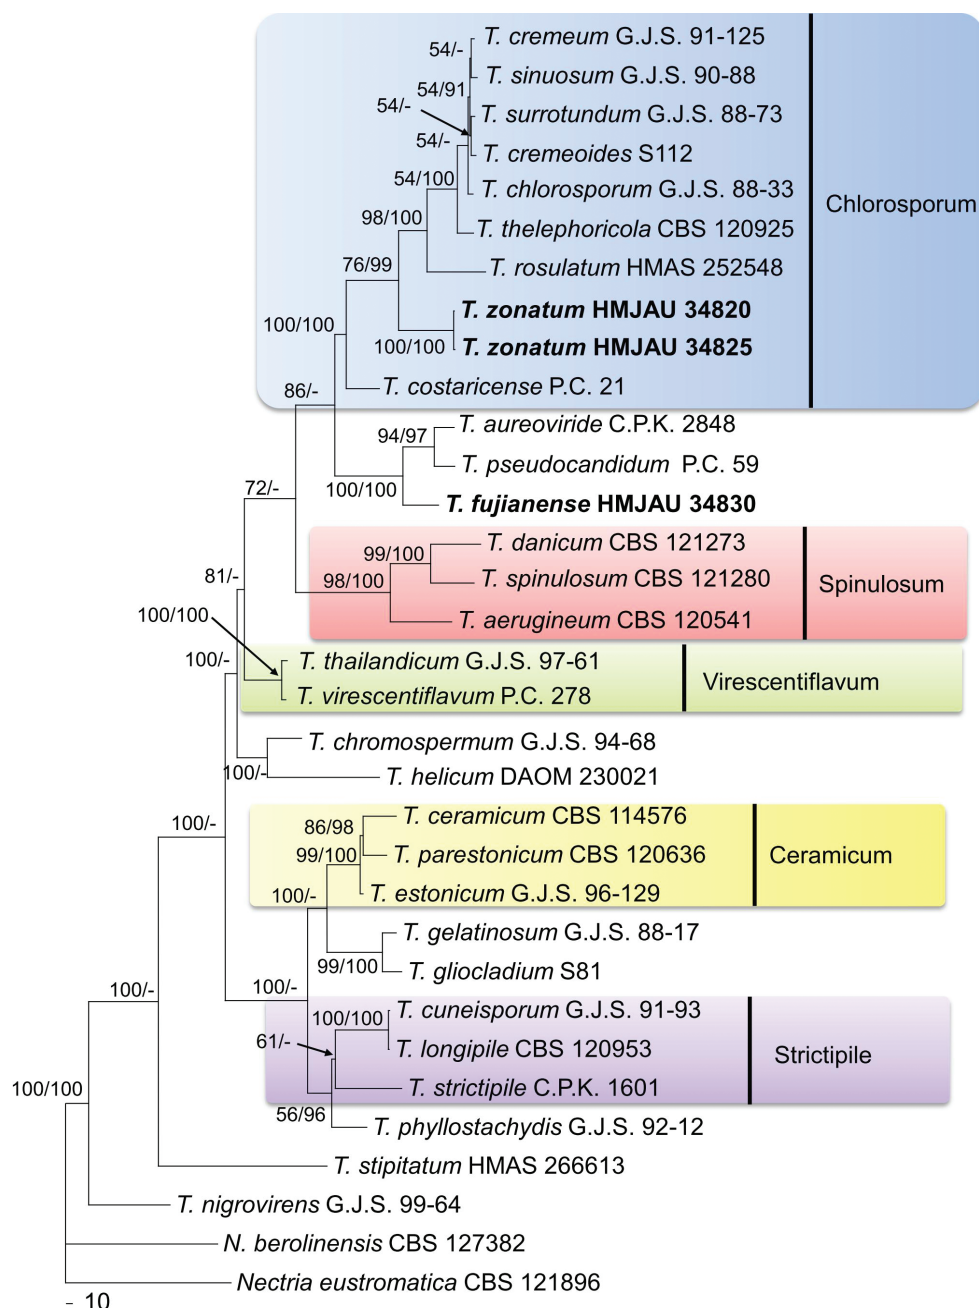 T. cremeum G.J.S. 91-125
54/-
T. sinuosum G.J.S. 90-88
54/91
54/-
T. surrotundum G.J.S. 88-73
54/-
T. cremeoides S112
54/100
T. chlorosporum G.J.S. 88-33
Chlorosporum
98/100
T. thelephoricola CBS 120925
76/99
T. rosulatum HMAS 252548
T. zonatum HMJAU 34820
100/100
100/100
T. zonatum HMJAU 34825
86/-
T. costaricense P.C. 21
T. aureoviride C.P.K. 2848
94/97
T. pseudocandidum P.C. 59
72/-
100/100
T. fujianense HMJAU 34830
T. danicum CBS 121273
99/100
81/-
98/100
T. spinulosum CBS 121280
Spinulosum
100/100
T. aerugineum CBS 120541
100/-
T. thailandicum G.J.S. 97-61
Virescentiflavum
T. virescentiflavum P.C. 278
T. chromospermum G.J.S. 94-68
100/-
T. helicum DAOM 230021
100/-
86/98
T. ceramicum CBS 114576
99/100
T. parestonicum CBS 120636
Ceramicum
100/-
T. estonicum G.J.S. 96-129
T. gelatinosum G.J.S. 88-17
99/100
T. gliocladium S81
100/-
100/-
T. cuneisporum G.J.S. 91-93
100/100
61/-
T. longipile CBS 120953
Strictipile
100/100
T. strictipile C.P.K. 1601
56/96
T. phyllostachydis G.J.S. 92-12
T. stipitatum HMAS 266613
T. nigrovirens G.J.S. 99-64
N. berolinensis CBS 127382
Nectria eustromatica CBS 121896
10